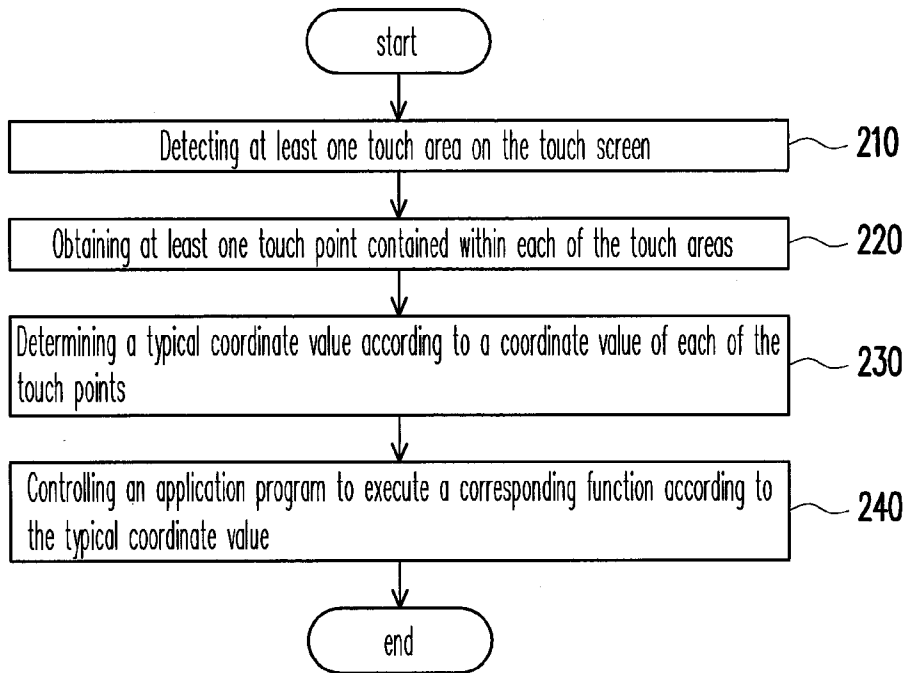 start
Detecting at least one touch area on the touch screen
210
Obtaining at least one touch point contained within each of the touch areas
220
Determining a typical coordinate value according to a coordinate value of each of the
touch points
230
Controlling an application program to execute a corresponding function according to
the typical coordinate value
240
end